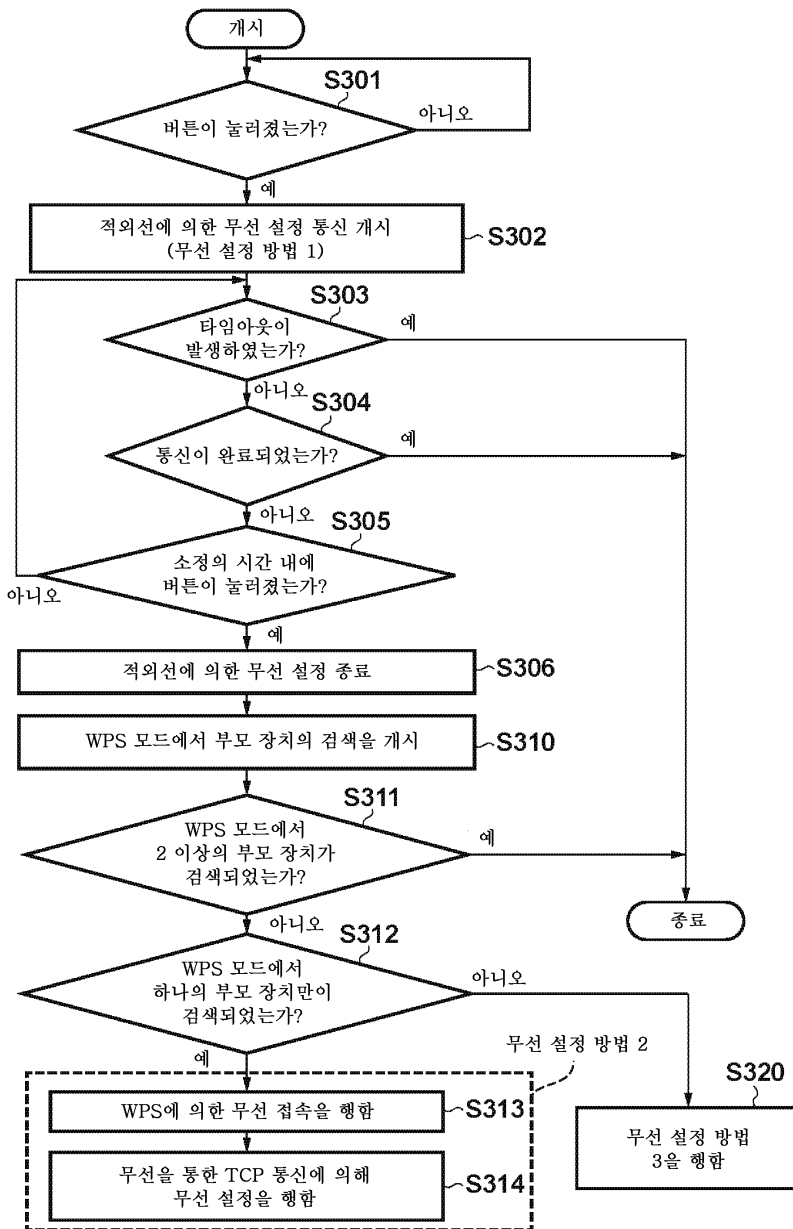 개시
S301
버튼이 눌러졌는가?
아니오
예
적외선에 의한 무선 설정 통신 개시
(무선 설정 방법 1)
S302
S303
타임아웃이
발생하였는가?
예
아니오
S304
통신이 완료되었는가?
예
아니오
S305
소정의 시간 내에
버튼이 눌러졌는가?
아니오
예
적외선에 의한 무선 설정 종료
S306
WPS 모드에서 부모 장치의 검색을 개시
S310
S311
WPS 모드에서
2 이상의 부모 장치가
검색되었는가?
예
종료
아니오
S312
WPS 모드에서
하나의 부모 장치만이
검색되었는가?
아니오
예
무선 설정 방법 2
WPS에 의한 무선 접속을 행함
S313
무선을 통한 TCP 통신에 의해
무선 설정을 행함
S314
S320
무선 설정 방법
3을 행함